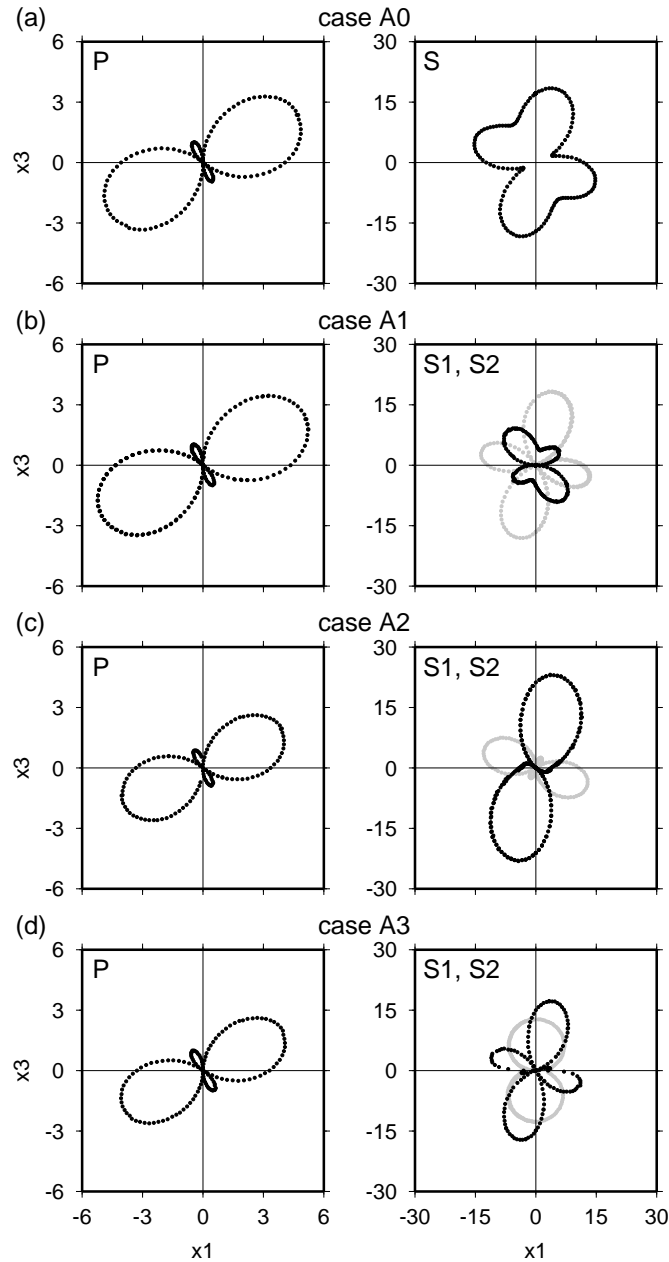 (a) case A0
P S
6 30
3 15
x3 0 0
-3 -15
-6 -30
(b) case A1
P S1, S2
6 30
3 15
x3 0 0
-3 -15
-6 -30
(c) case A2
P S1, S2
6 30
3 15
x3 0 0
-3 -15
-6 -30
(d) case A3
P S1, S2
6 30
3 15
x3 0 0
-3 -15
-6 -30
-6 -3 0 3 6 -30 -15 0 15 30
x1 x1